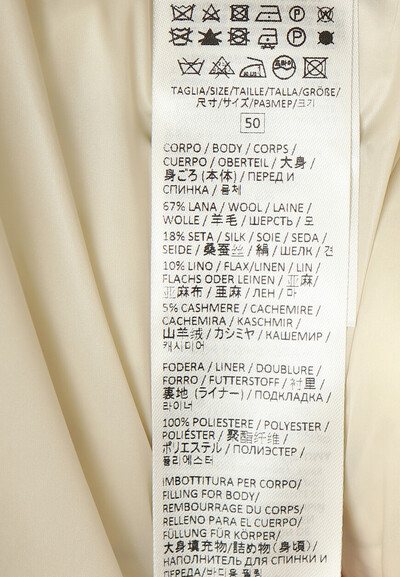 TAGLIA/SIZE/TAILLE/TALLA/GRÖßE/
尺寸/サイズ/РАЗМЕР/크기
50
CORPO / BODY / CORPS /
CUERPO / OBERTEIL / 大身 /
身ごろ (本体) / ПЕРЕД И
СПИНКА / 몸체
67% LANA / WOOL / LAINE /
WOLLE / 羊毛 / ШЕРСТЬ / 모
18% SETA / SILK / SOIE / SEDA /
SEIDE / 桑蚕丝 / 絹 / ШЕЛК / 견
10% LINO / FLAX/LINEN / LIN /
FLACHS ODER LEINEN / 亚麻/
亚麻布 / 亜麻 / ЛЕН / 마
5% CASHMERE / CACHEMIRE /
CACHEMIRA / KASCHMIR /
山羊绒 / カシミヤ / КАШЕМИР /
캐시미어
FODERA / LINER / DOUBLURE /
FORRO / FUTTERSTOFF / 衬里 /
裏地 (ライナー) / ПОДКЛАДКА /
라이너
100% POLIESTERE / POLYESTER /
POLIÉSTER / 聚酯纤维 /
ポリエステル / ПОЛИЭСТЕР /
폴리에스터
IMBOTTITURA PER CORPO/
FILLING FOR BODY/
REMBOURRAGE DU CORPS/
RELLENO PARA EL CUERPO/
FÜLLUNG FÜR KÖRPER/
大身填充物/詰め物 (身頃) /
НАПОЛНИТЕЛЬ ДЛЯ СПИНКИ И
ПЕРЕДА/바디용 필링